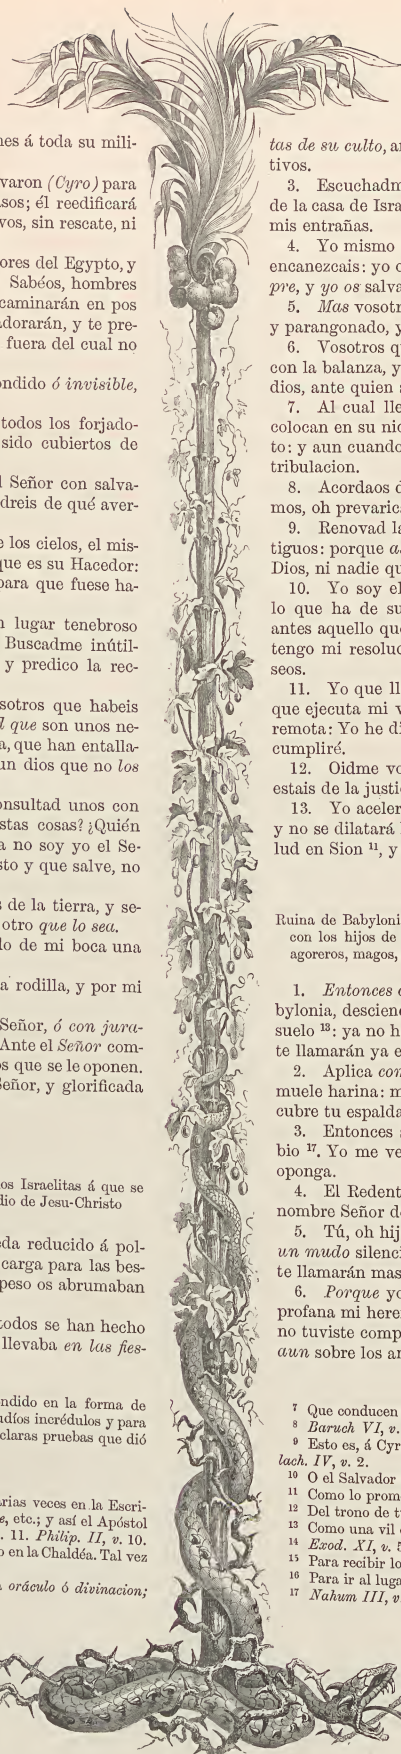 nes á toda su mili-
varon (Cyro) para
sos; él reedificará
vos, sin rescate, ni
ores del Egypto, y
Sabéos, hombres
caminarán en pos
adorarán, y te pre-
fuera del cual no
ondido ó invisible,
todos los forjado-
sido cubiertos de
l Señor con salva-
dreis de qué aver-
e los cielos, el mis-
que es su Hacedor:
para que fuese ha-
n lugar tenebroso
Buscadme inútil-
y predico la rec-
sotros que habeis
l que son unos ne-
a, que han entalla-
un dios que no los
onsultad unos con
stas cosas? ¿Quién
a no soy yo el Se-
sto y que salve, no
s de la tierra, y se-
otro que lo sea.
do de mi boca una
a rodilla, y por mi
Señor, ó con jura-
Ante el Señor com-
os que se le oponen.
eñor, y glorificada
os Israelitas á que se
dio de Jesu-Christo
da reducido á pol-
carga para las bes-
peso os abrumaban
todos se han hecho
llevaba en las fies-
ndido en la forma de
udíos incrédulos y para
claras pruebas que dió
arias veces en la Escri-
e, etc.; y así el Apóstol
. 11. Philip. II, v. 10.
o en la Chaldéa. Tal vez
n oráculo ó divinacion;
tas de su culto, an
tivos.
3. Escuchadm
de la casa de Isra
mis entrañas.
4. Yo mismo
encanezcais: yo o
pre, y yo os salva
5. Mas vosotr
y parangonado, y
6. Vosotros qu
con la balanza, y
dios, ante quien s
7. Al cual lle
colocan en su nic
to: y aun cuando
tribulacion.
8. Acordaos d
mos, oh prevaric
9. Renovad la
tiguos: porque as
Dios, ni nadie qu
10. Yo soy el
lo que ha de su
antes aquello que
tengo mi resoluc
seos.
11. Yo que ll
que ejecuta mi v
remota: Yo he di
cumpliré.
12. Oidme vo
estais de la justic
13. Yo aceler
y no se dilatará l
lud en Sion ¹¹, y
Ruina de Babyloni
con los hijos de
agoreros, magos,
1. Entonces e
bylonia, desciend
suelo ¹³: ya no h
te llamarán ya e
2. Aplica con
muele harina: m
cubre tu espalda
3. Entonces s
bio ¹⁷. Yo me ve
oponga.
4. El Redent
nombre Señor de
5. Tú, oh hij
un mudo silenci
te llamarán mas
6. Porque yo
profana mi here
no tuviste comp
aun sobre los an
⁷ Que conducen
⁸ Baruch VI, v.
⁹ Esto es, á Cyr
lach. IV, v. 2.
¹⁰ O el Salvador
¹¹ Como lo prom
¹² Del trono de t
¹³ Como una vil e
¹⁴ Exod. XI, v. 5
¹⁵ Para recibir lo
¹⁶ Para ir al luga
¹⁷ Nahum III, v